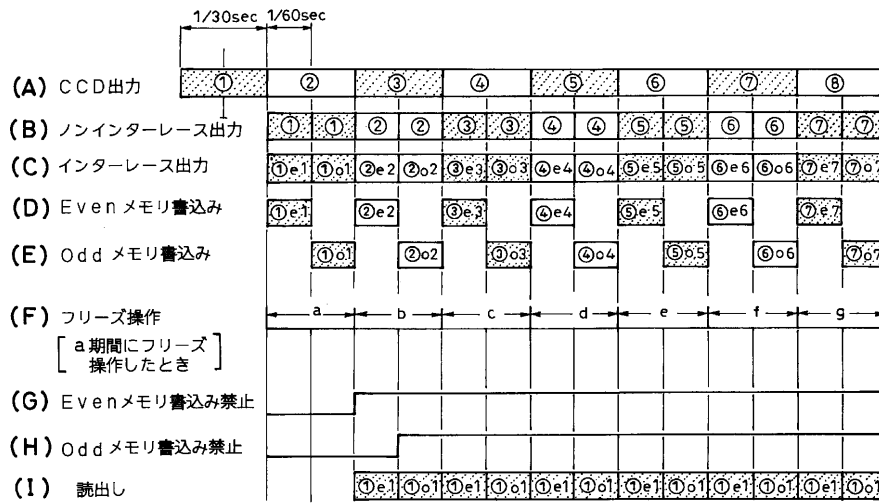 1/30sec 1/60sec
(A) CCD出力 ① ② ③ ④ ⑤ ⑥ ⑦ ⑧
(B) ノンインターレース出力 ① ① ② ② ③ ③ ④ ④ ⑤ ⑤ ⑥ ⑥ ⑦ ⑦
(C) インターレース出力 ①e1 ①o1 ②e2 ②o2 ③e3 ③o3 ④e4 ④o4 ⑤e5 ⑤o5 ⑥e6 ⑥o6 ⑦e7 ⑦o7
(D) Evenメモリ書込み ①e1 ②e2 ③e3 ④e4 ⑤e5 ⑥e6 ⑦e7
(E) Oddメモリ書込み ①o1 ②o2 ③o3 ④o4 ⑤o5 ⑥o6 ⑦o7
(F) フリーズ操作 a b c d e f g
[a期間にフリーズ
操作したとき]
(G) Evenメモリ書込み禁止
(H) Oddメモリ書込み禁止
(I) 読出し ①e1 ①o1 ①e1 ①o1 ①e1 ①o1 ①e1 ①o1 ①e1 ①o1 ①e1 ①o1